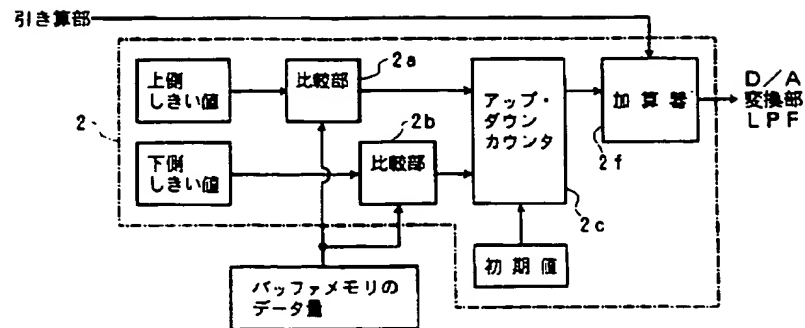 引き算部
上側
しきい値
比較部
2a
アップ・
ダウン
カウンタ
加算器
D/A
変換部
LPF
2
下側
しきい値
2b
比較部
2f
2c
初期値
バッファメモリの
データ量